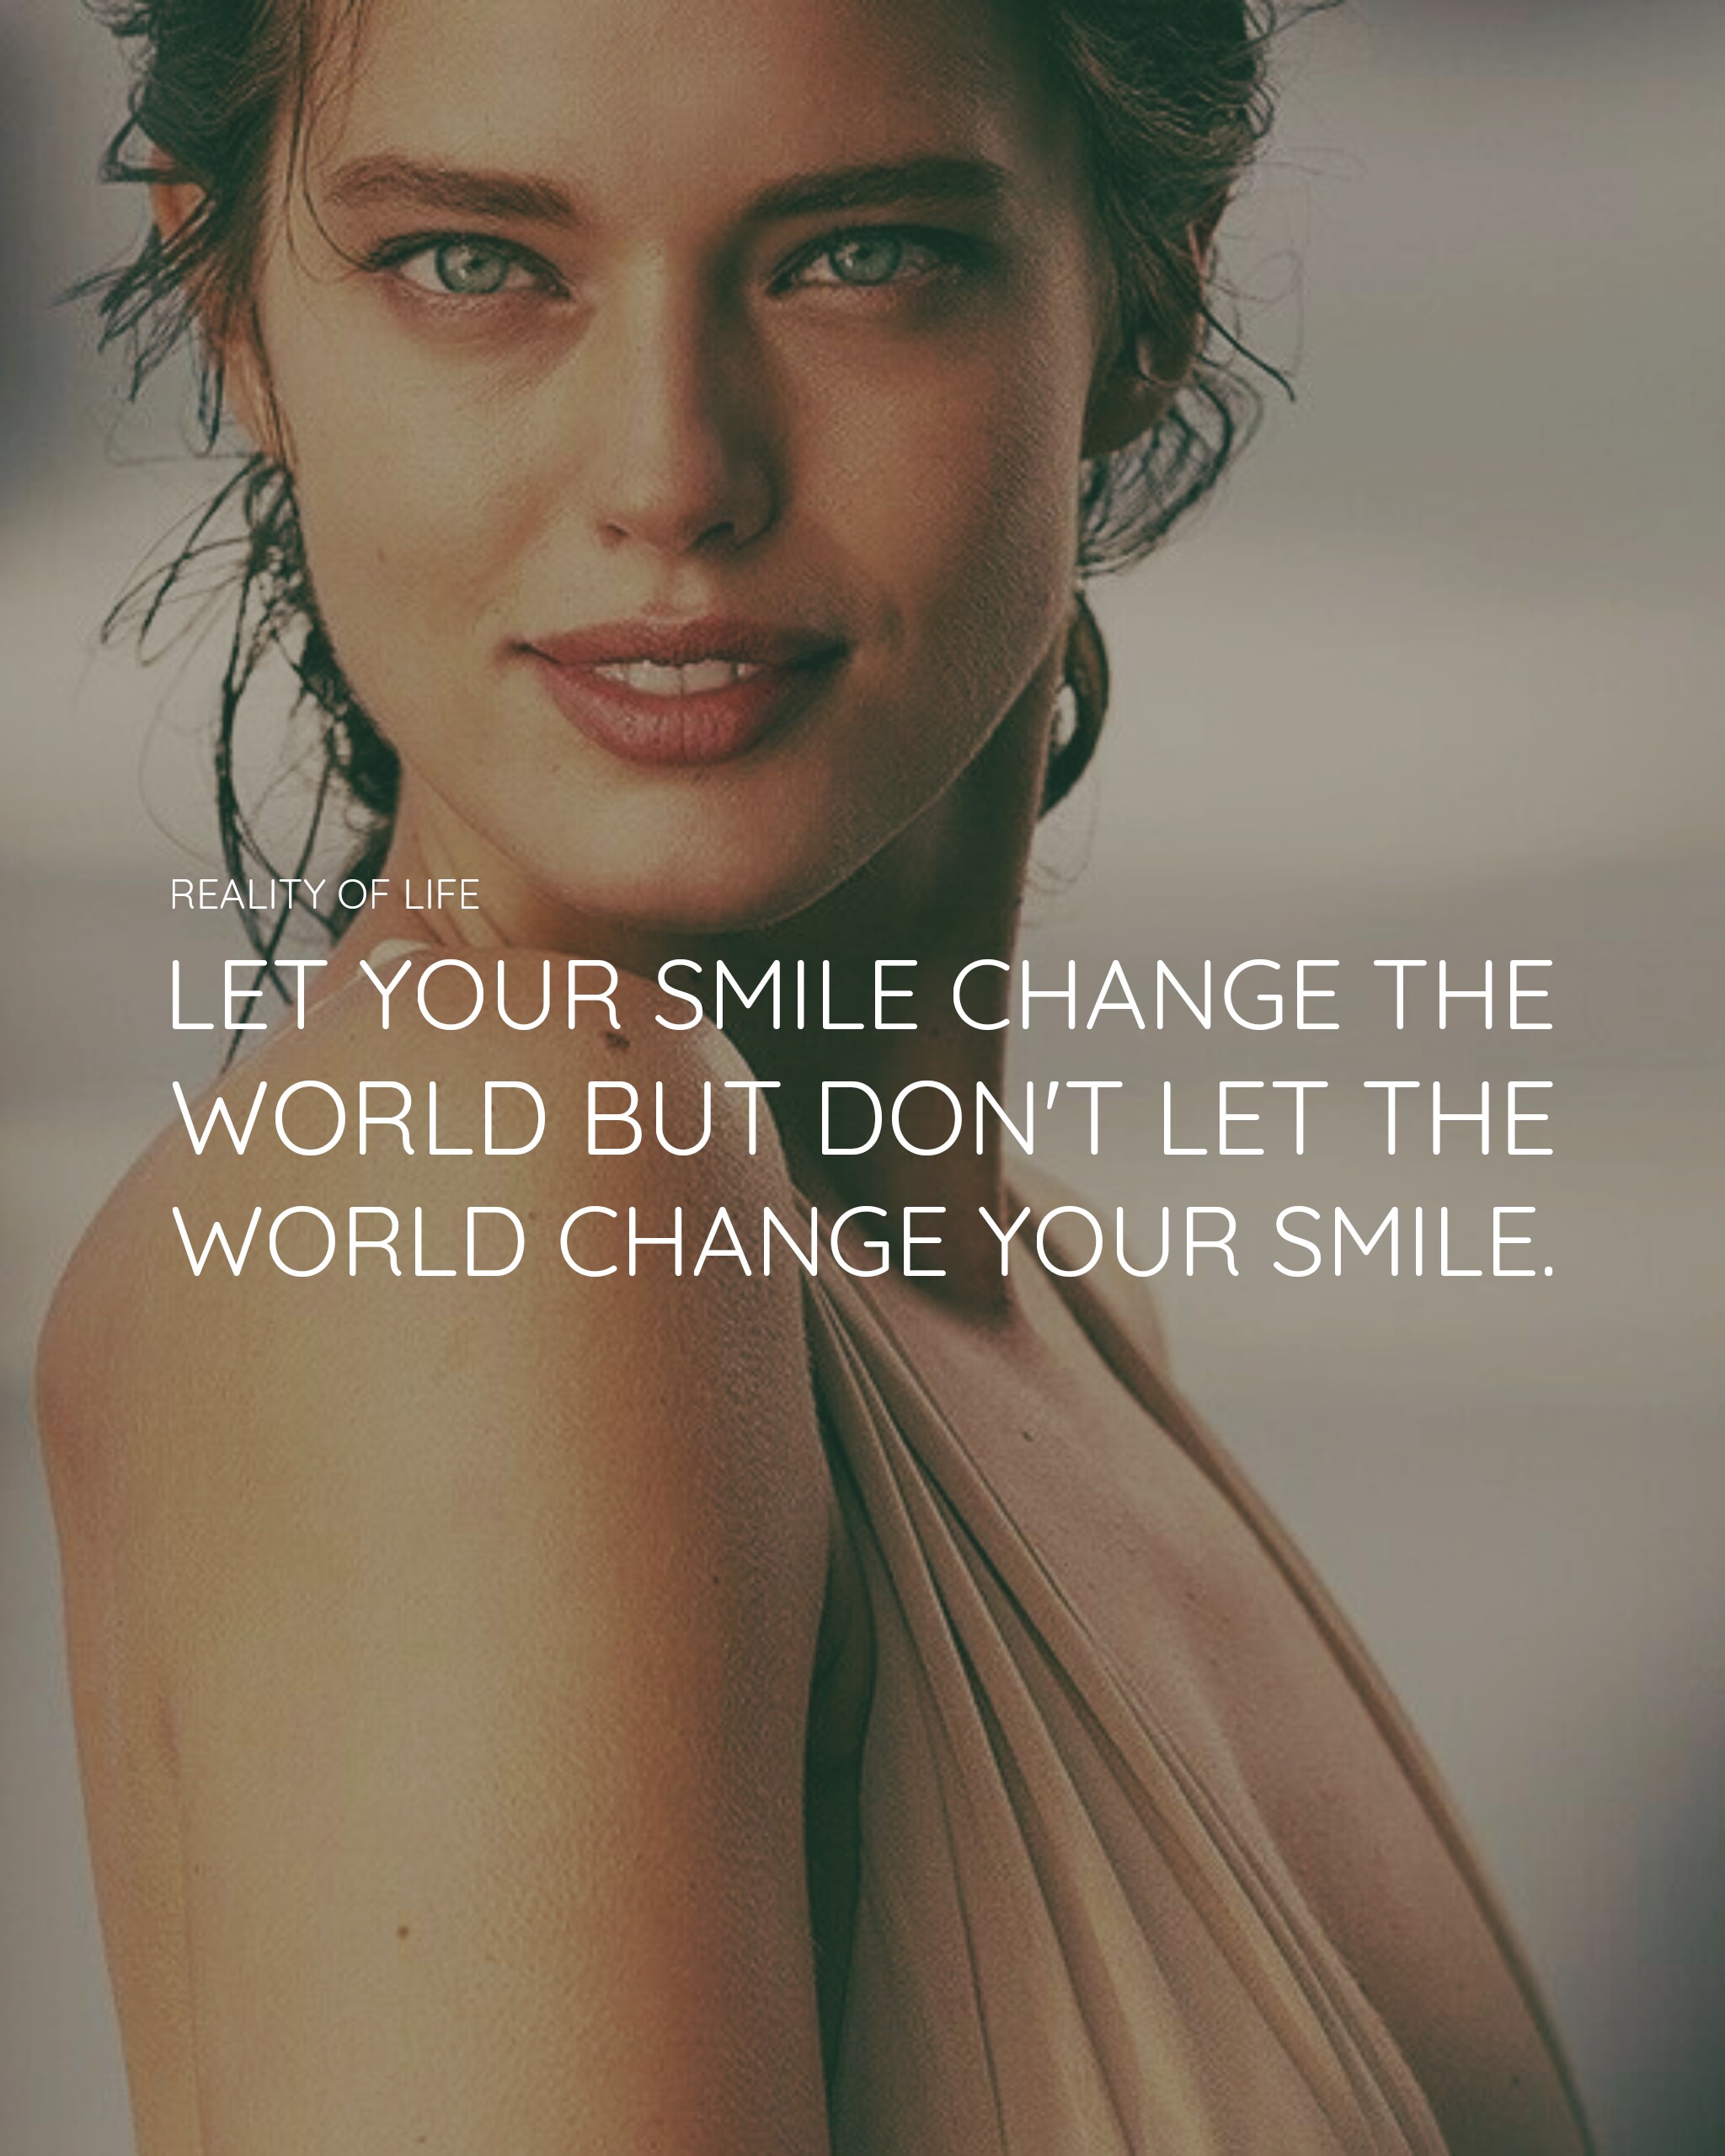 REALITY OF LIFE
LET YOUR SMILE CHANGE THE
WORLD BUT DON'T LET THE
WORLD CHANGE YOUR SMILE.